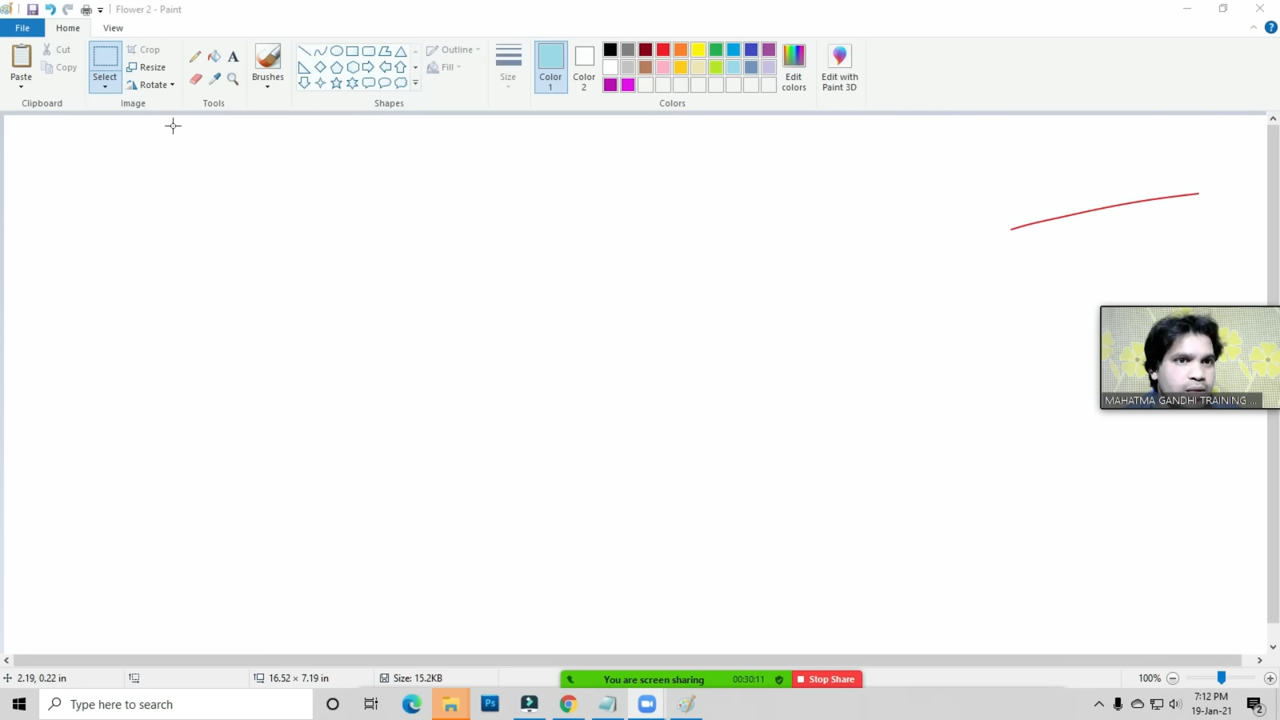 Flower 2 - Paint
File Home View
Paste
Cut
Copy
Clipboard
Select
Crop
Resize
Rotate
Image
A
Tools
Brushes
Shapes
Outline
Fill
Size
Color 1
Color 2
Colors
Edit colors
Edit with Paint 3D
MAHATMA GANDHI TRAINING ...
2.19, 0.22 in
16.52 × 7.19 in
Size: 15.2KB
You are screen sharing
00:30:11
Stop Share
100%
Type here to search
Ps
7:12 PM
19-Jan-21
2